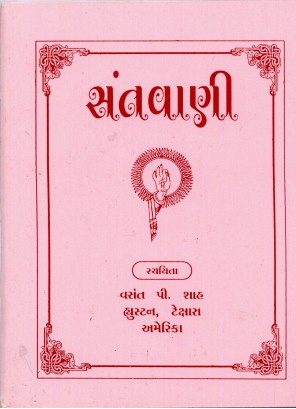 સંતવાણી
રચયિતા
વસંત પી. શાહ
હ્યુસ્ટન, ટેક્ષાસ
અમેરિકા